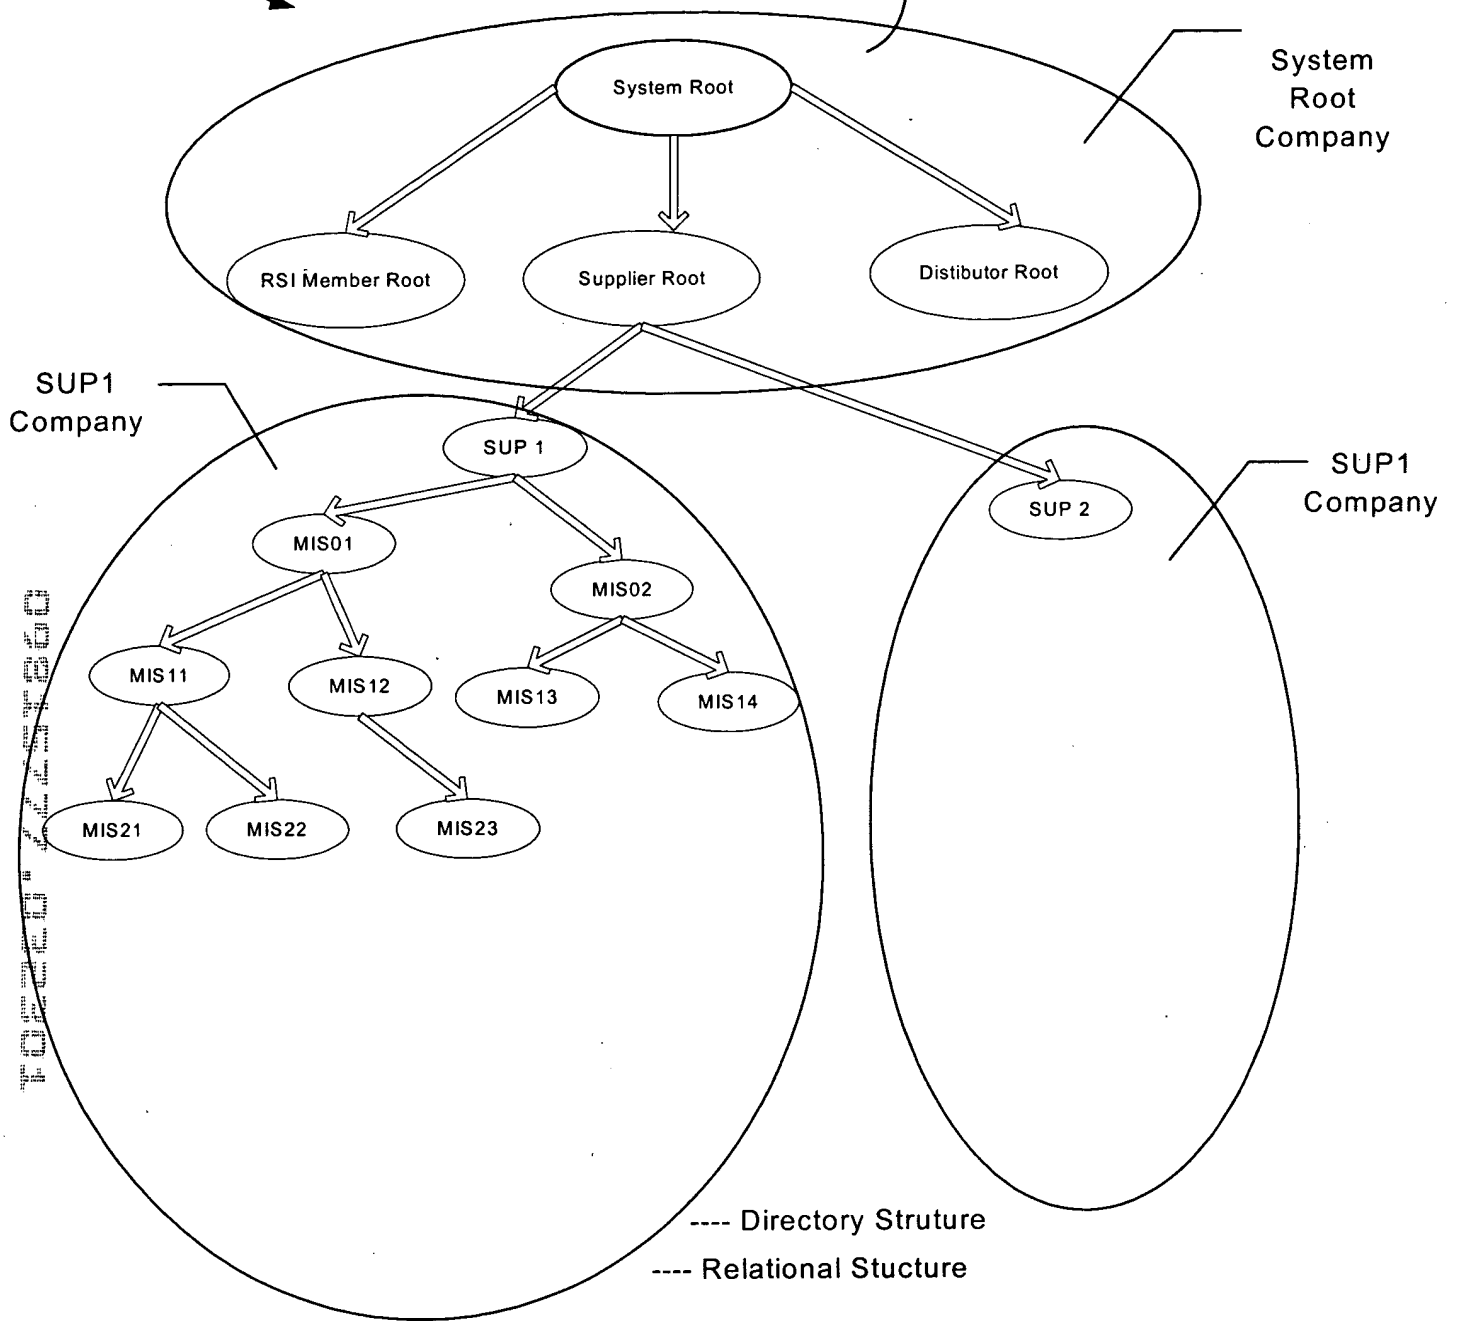 System Root
System
Root
Company
RSI Member Root
Supplier Root
Distibutor Root
SUP1
Company
SUP 1
SUP 2
SUP1
Company
MIS01
MIS02
MIS11
MIS12
MIS13
MIS14
MIS21
MIS22
MIS23
---- Directory Struture
---- Relational Stucture